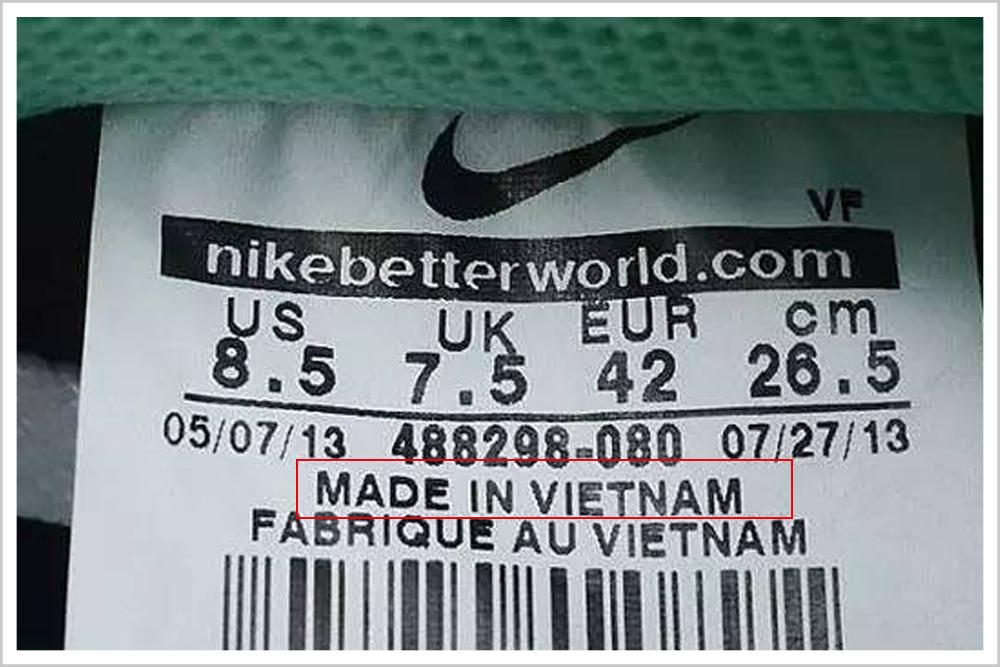 VF
nikebetterworld.com
US UK EUR cm
8.5 7.5 42 26.5
05/07/13 488298-080 07/27/13
MADE IN VIETNAM
FABRIQUE AU VIETNAM